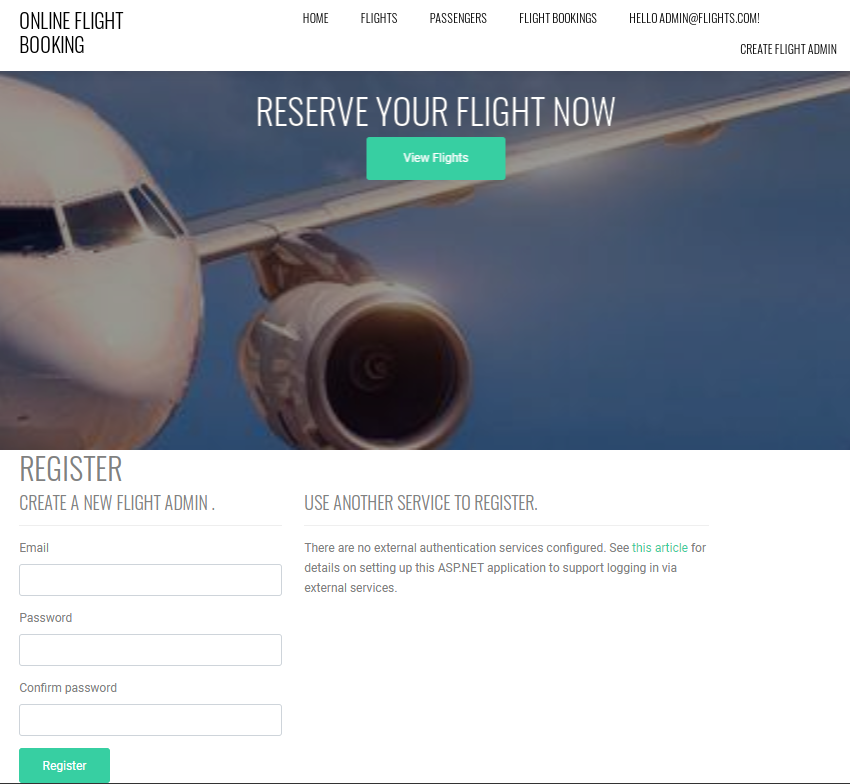 ONLINE FLIGHT
BOOKING
HOME FLIGHTS PASSENGERS FLIGHT BOOKINGS HELLO ADMIN@FLIGHTS.COM!
CREATE FLIGHT ADMIN
RESERVE YOUR FLIGHT NOW
View Flights
REGISTER
CREATE A NEW FLIGHT ADMIN .
Email
Password
Confirm password
Register
USE ANOTHER SERVICE TO REGISTER.
There are no external authentication services configured. See this article for
details on setting up this ASP.NET application to support logging in via
external services.